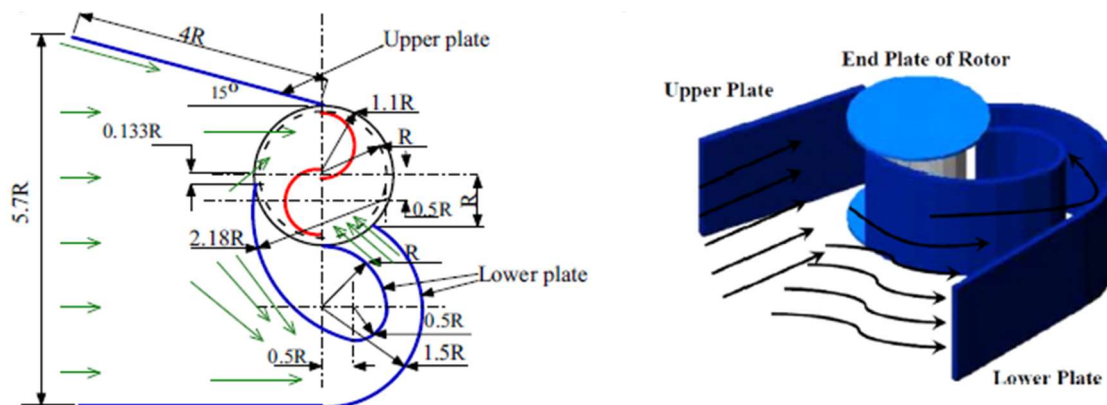 4R
Upper plate
15°
1.1R
0.133R
R
5.7R
R
0.5R
2.18R
R
Lower plate
0.5R
0.5R
1.5R
End Plate of Rotor
Upper Plate
Lower Plate